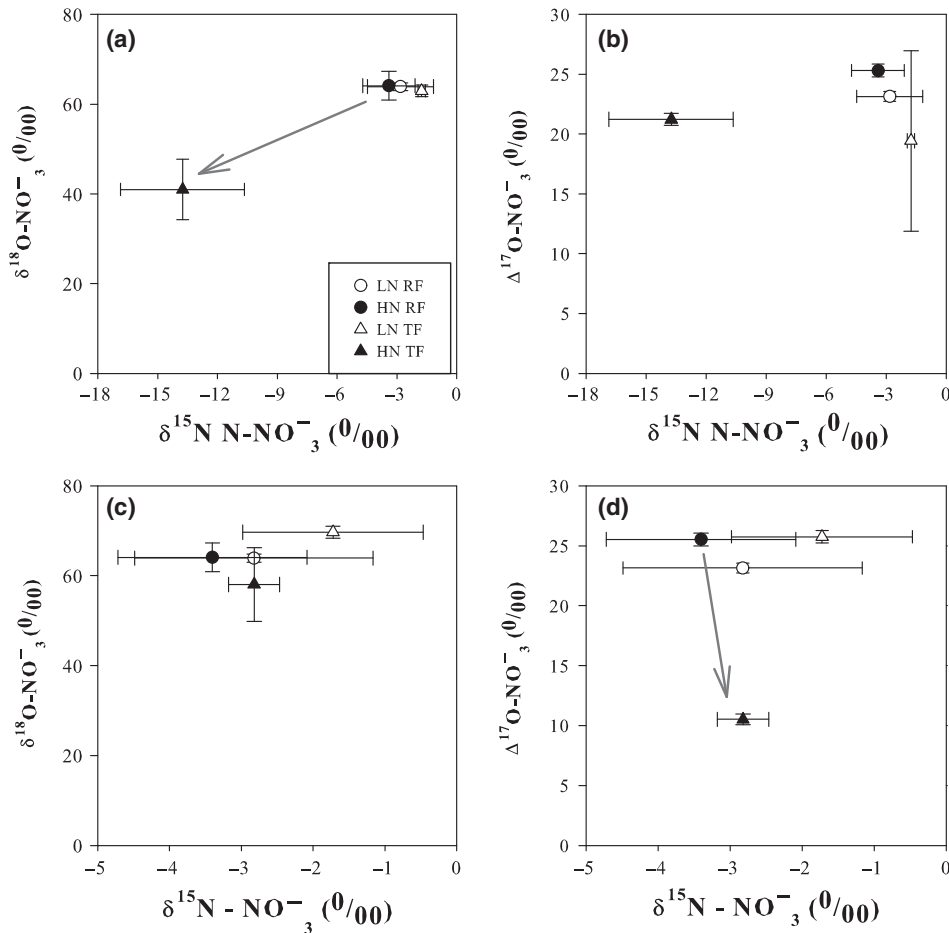 (a)
80
60
40
20
0
δ¹⁸O-NO⁻₃ (⁰/₀₀)
−18 −15 −12 −9 −6 −3 0
δ¹⁵N N-NO⁻₃ (⁰/₀₀)
LN RF
HN RF
LN TF
HN TF
(b)
30
25
20
15
10
5
0
Δ¹⁷O-NO⁻₃ (⁰/₀₀)
−18 −15 −12 −9 −6 −3 0
δ¹⁵N N-NO⁻₃ (⁰/₀₀)
(c)
80
60
40
20
0
δ¹⁸O-NO⁻₃ (⁰/₀₀)
−5 −4 −3 −2 −1 0
δ¹⁵N - NO⁻₃ (⁰/₀₀)
(d)
30
25
20
15
10
5
0
Δ¹⁷O-NO⁻₃ (⁰/₀₀)
−5 −4 −3 −2 −1 0
δ¹⁵N - NO⁻₃ (⁰/₀₀)